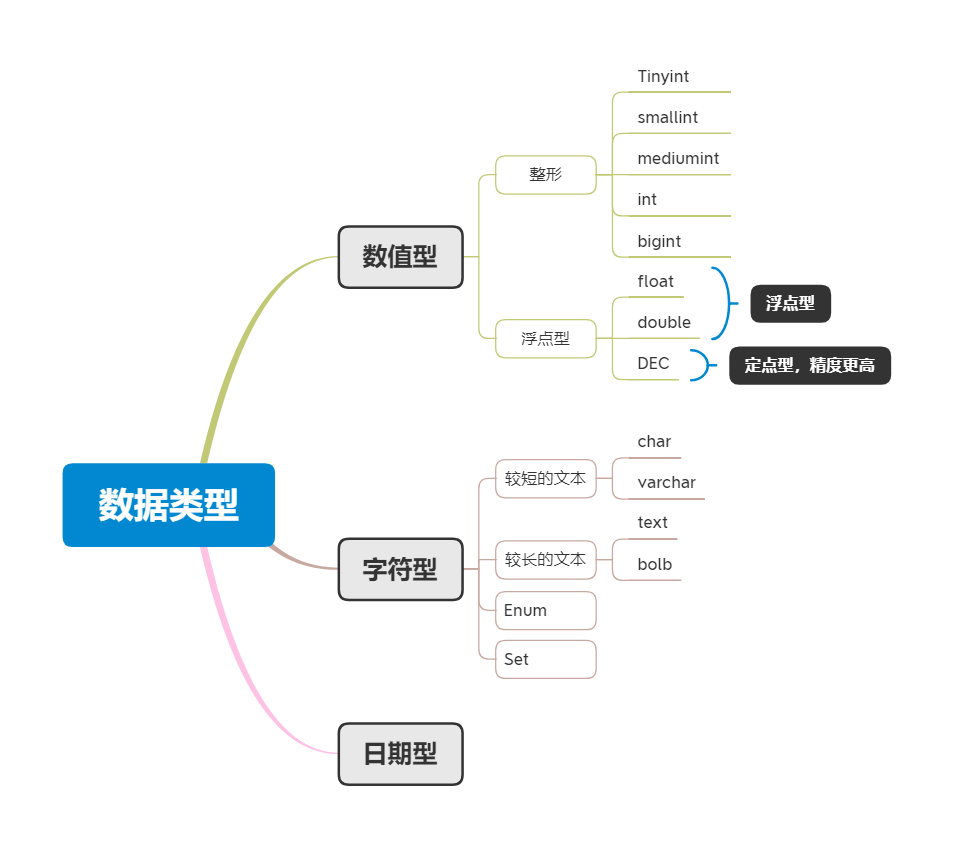 数据类型
数值型
整形
Tinyint
smallint
mediumint
int
bigint
浮点型
float
double
浮点型
DEC
定点型，精度更高
字符型
较短的文本
char
varchar
较长的文本
text
bolb
Enum
Set
日期型